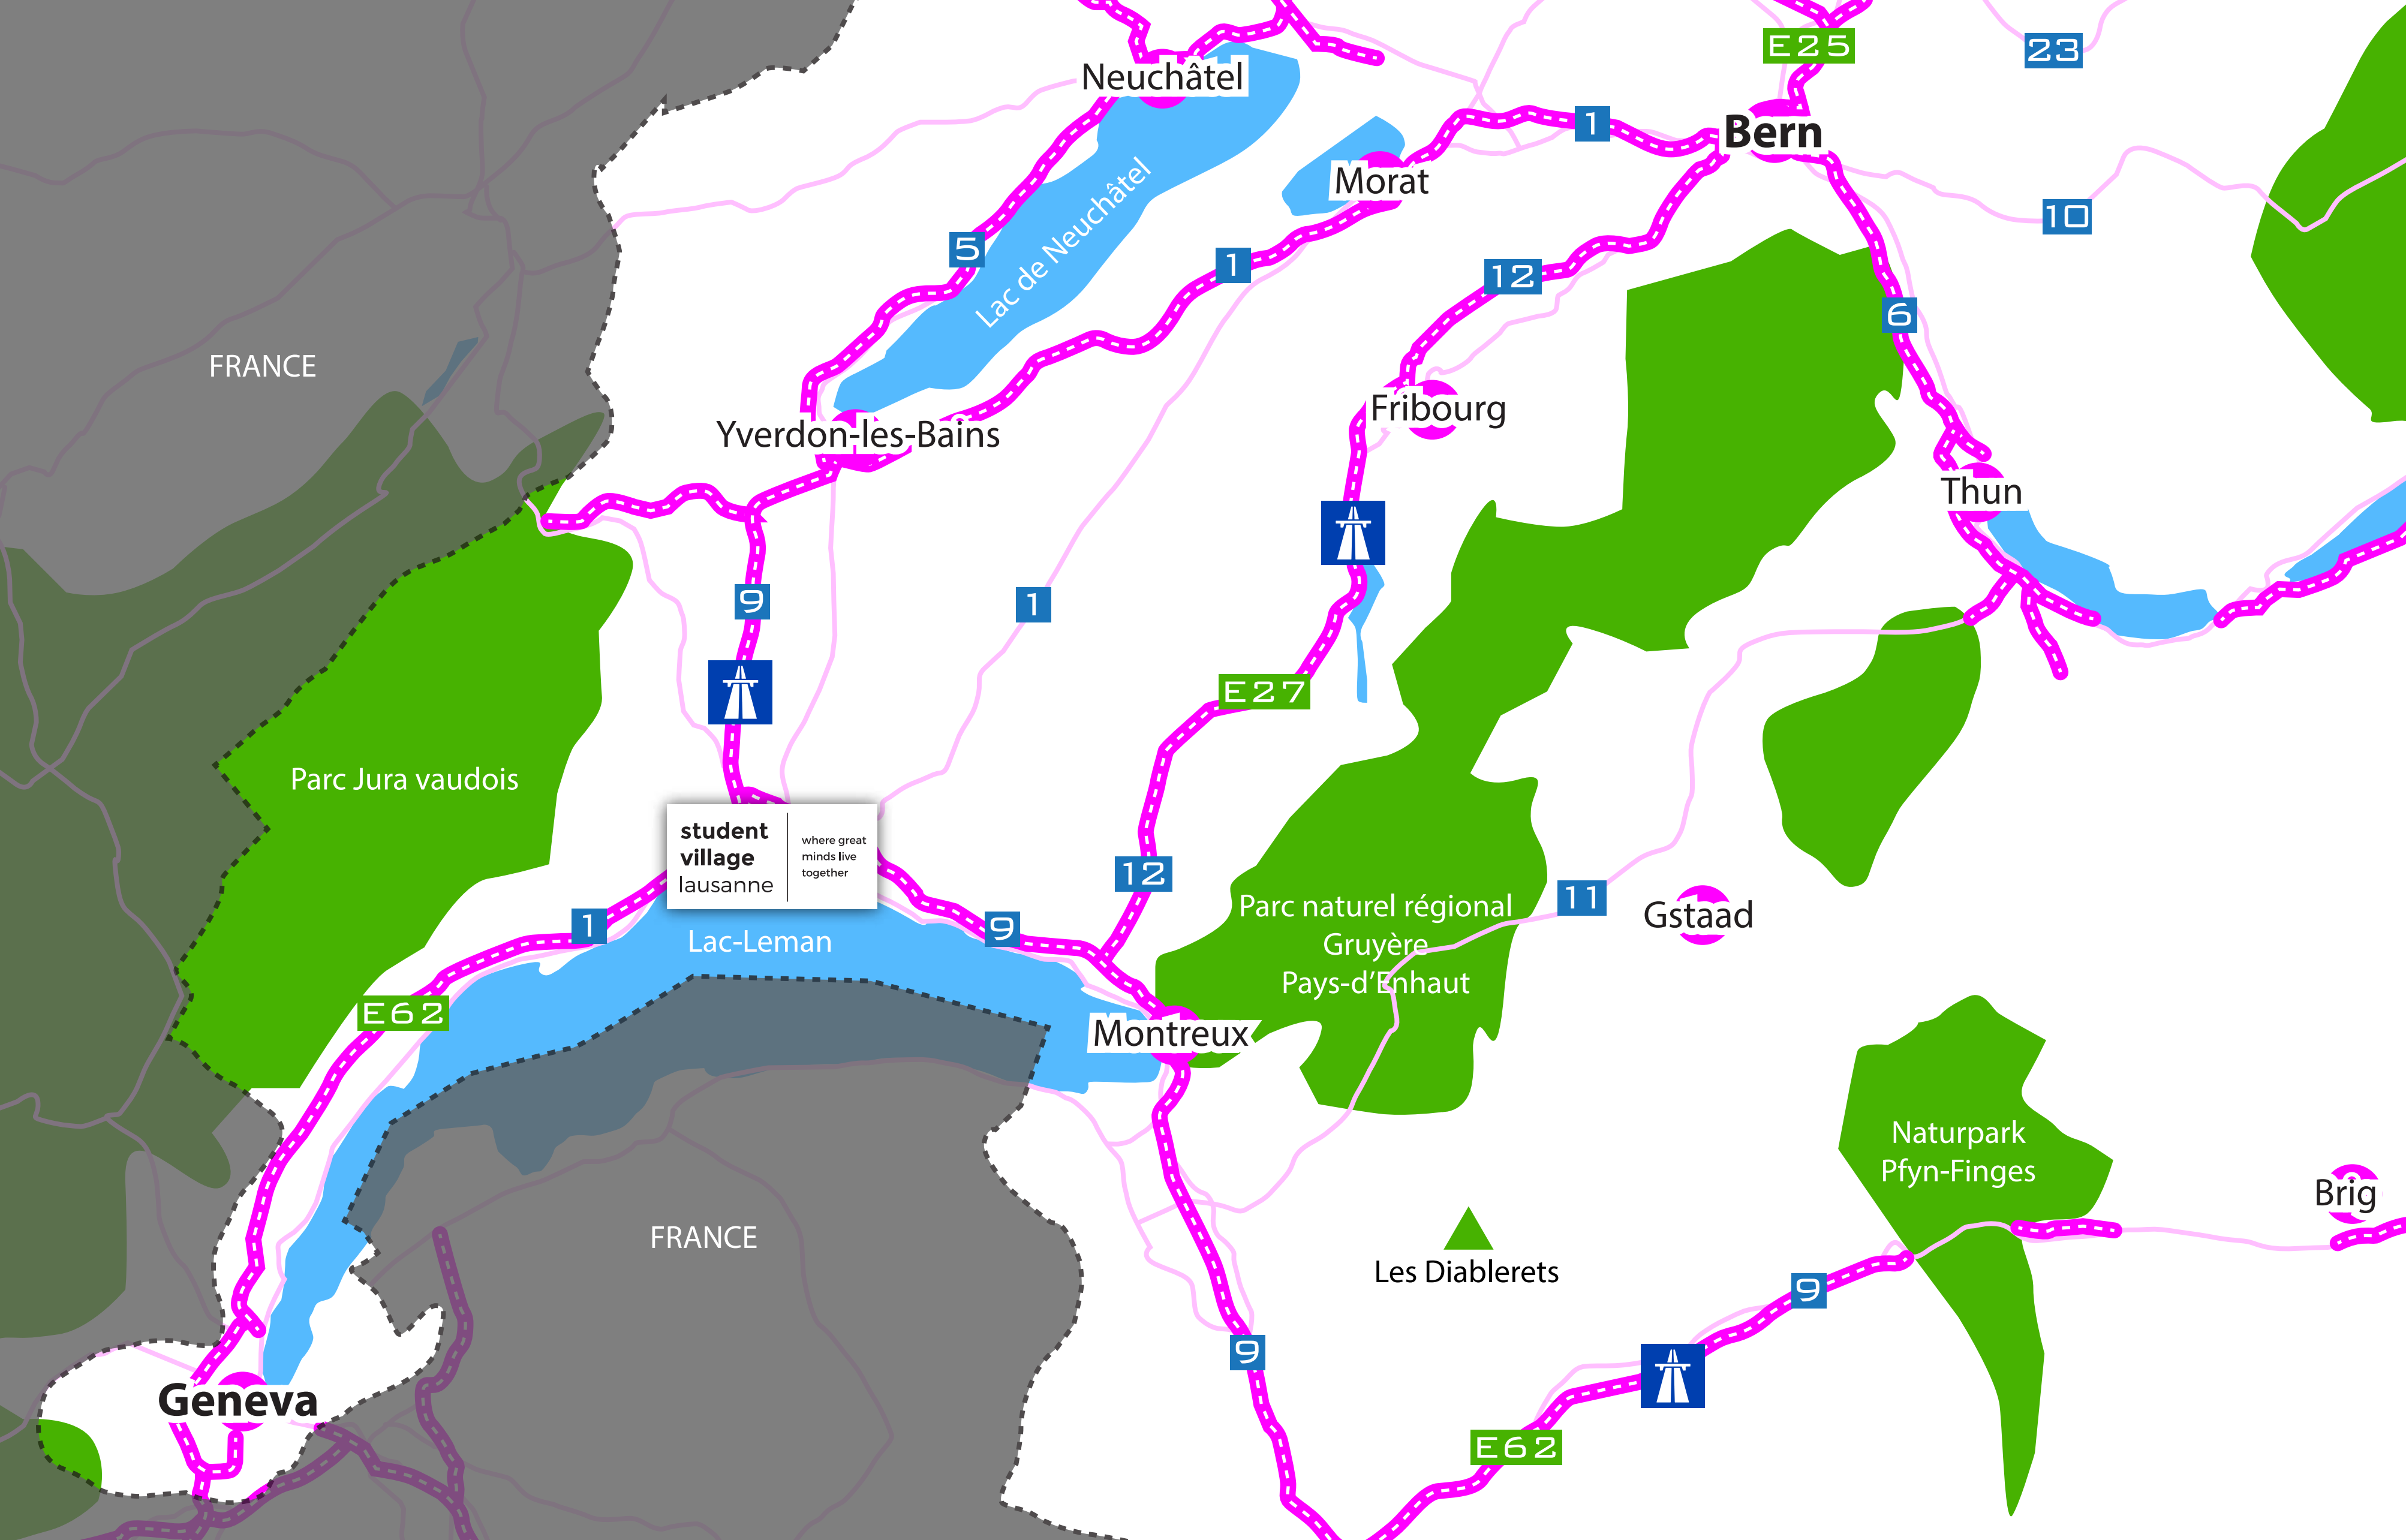 E25
23
Neuchâtel
1
Bern
Morat
10
5
Lac de Neuchâtel
1
12
6
FRANCE
Fribourg
Yverdon-les-Bains
Thun
9
1
E27
Parc Jura vaudois
student
village
lausanne
where great
minds live
together
12
11
Parc naturel régional
Gruyère
Pays-d'Enhaut
Gstaad
1
9
Lac-Leman
E62
Montreux
Naturpark
Pfyn-Finges
Brig
FRANCE
Les Diablerets
9
9
Geneva
E62